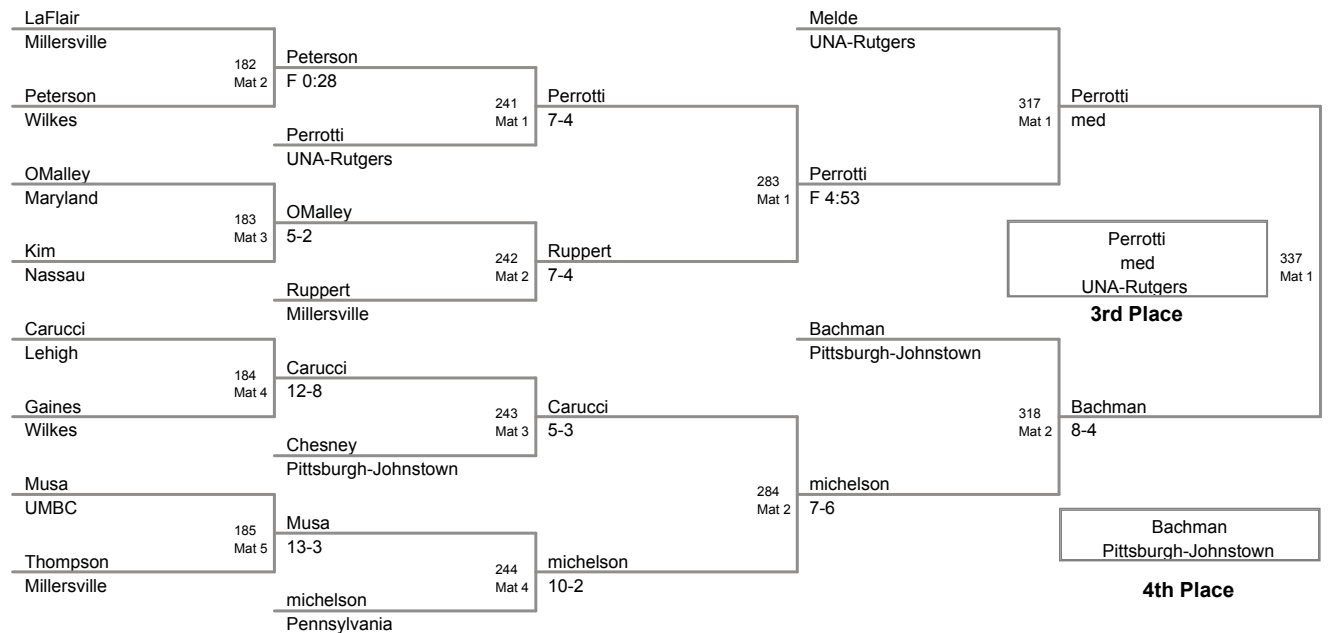 LaFlair
Millersville
182
Mat 2
Peterson
Wilkes
Peterson
F 0:28
241
Mat 1
Perrotti
UNA-Rutgers
OMalley
Maryland
183
Mat 3
Kim
Nassau
OMalley
5-2
242
Mat 2
Ruppert
Millersville
Carucci
Lehigh
184
Mat 4
Gaines
Wilkes
Carucci
12-8
243
Mat 3
Chesney
Pittsburgh-Johnstown
Musa
UMBC
185
Mat 5
Thompson
Millersville
Musa
13-3
244
Mat 4
michelson
Pennsylvania
Perrotti
7-4
283
Mat 1
Ruppert
7-4
Carucci
5-3
284
Mat 2
michelson
10-2
Melde
UNA-Rutgers
317
Mat 1
Perrotti
F 4:53
Bachman
Pittsburgh-Johnstown
318
Mat 2
michelson
7-6
Perrotti
med
337
Mat 1
Bachman
8-4
Perrotti
med
UNA-Rutgers
3rd Place
Bachman
Pittsburgh-Johnstown
4th Place